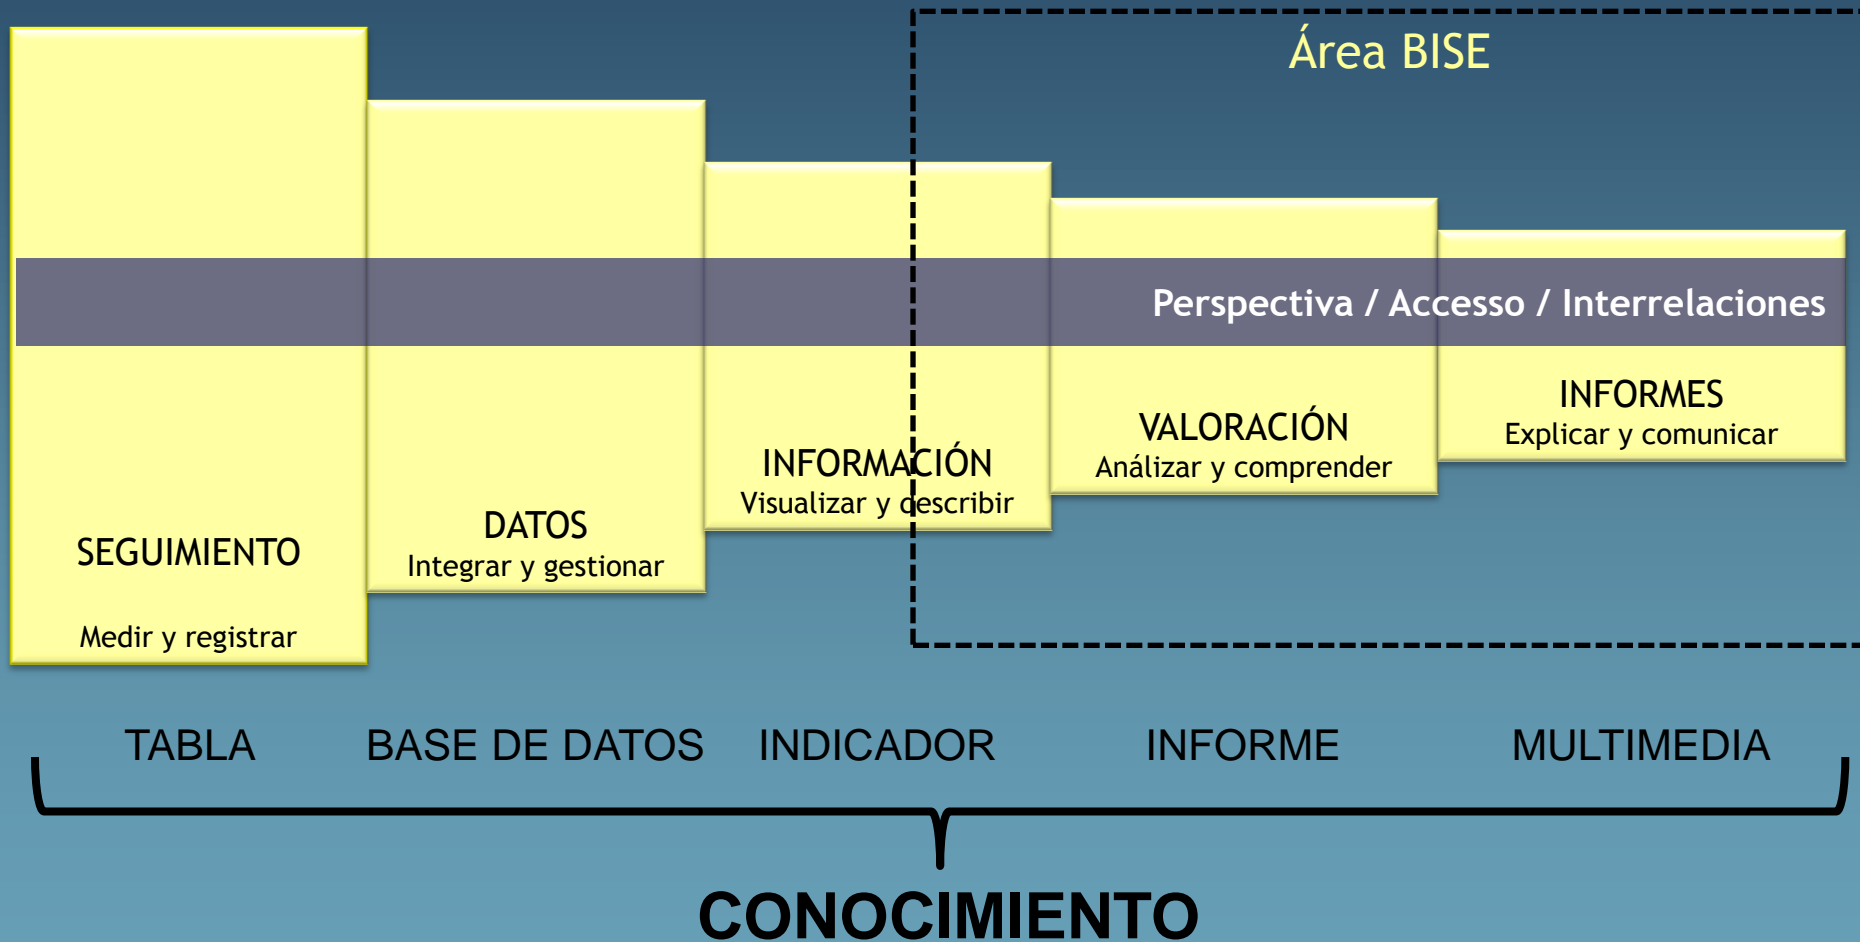 Área BISE
Perspectiva / Accesso / Interrelaciones
SEGUIMIENTO
Medir y registrar
DATOS
Integrar y gestionar
INFORMACIÓN
Visualizar y describir
VALORACIÓN
Análizar y comprender
INFORMES
Explicar y comunicar
TABLA
BASE DE DATOS
INDICADOR
INFORME
MULTIMEDIA
CONOCIMIENTO